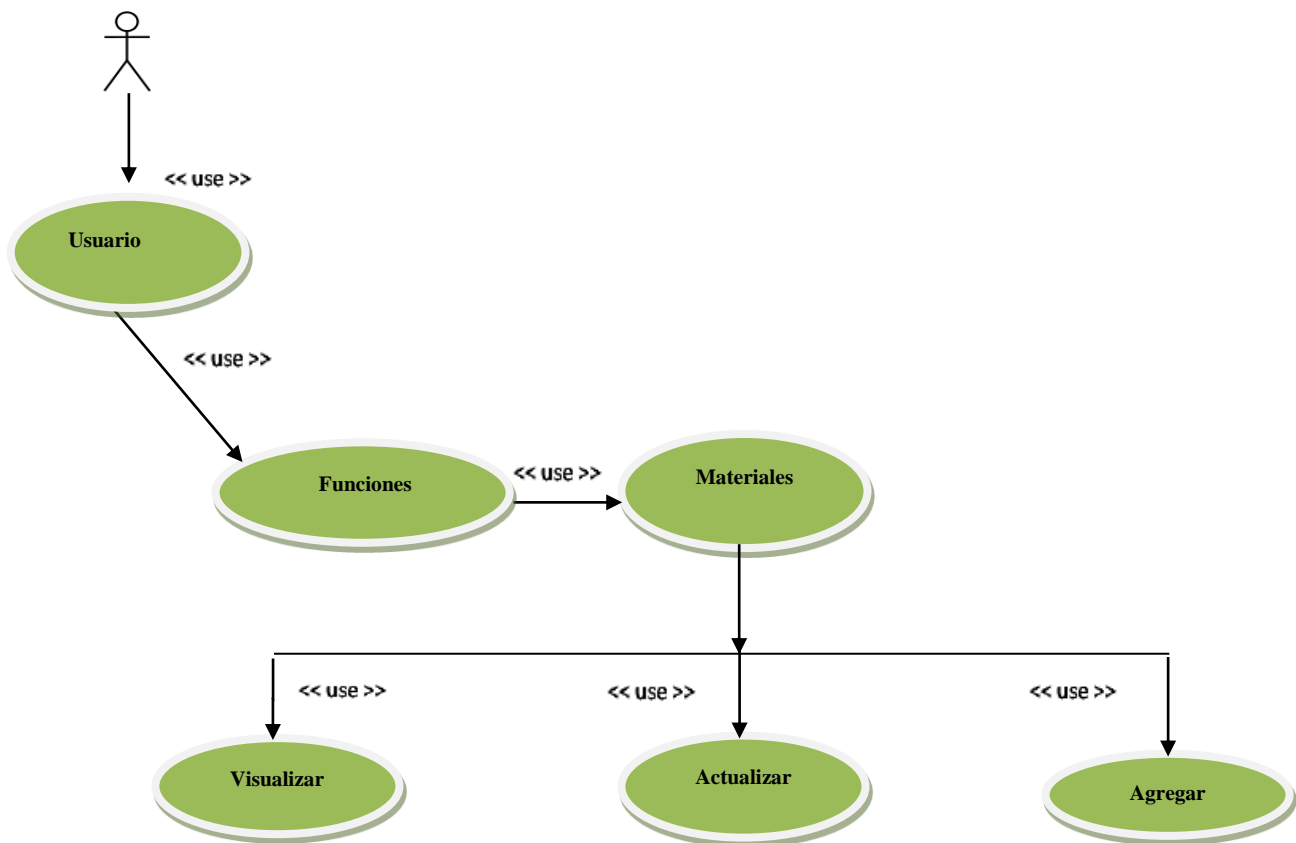 << use >>
Usuario
<< use >>
Funciones
<< use >>
Materiales
<< use >>
<< use >>
<< use >>
Visualizar
Actualizar
Agregar